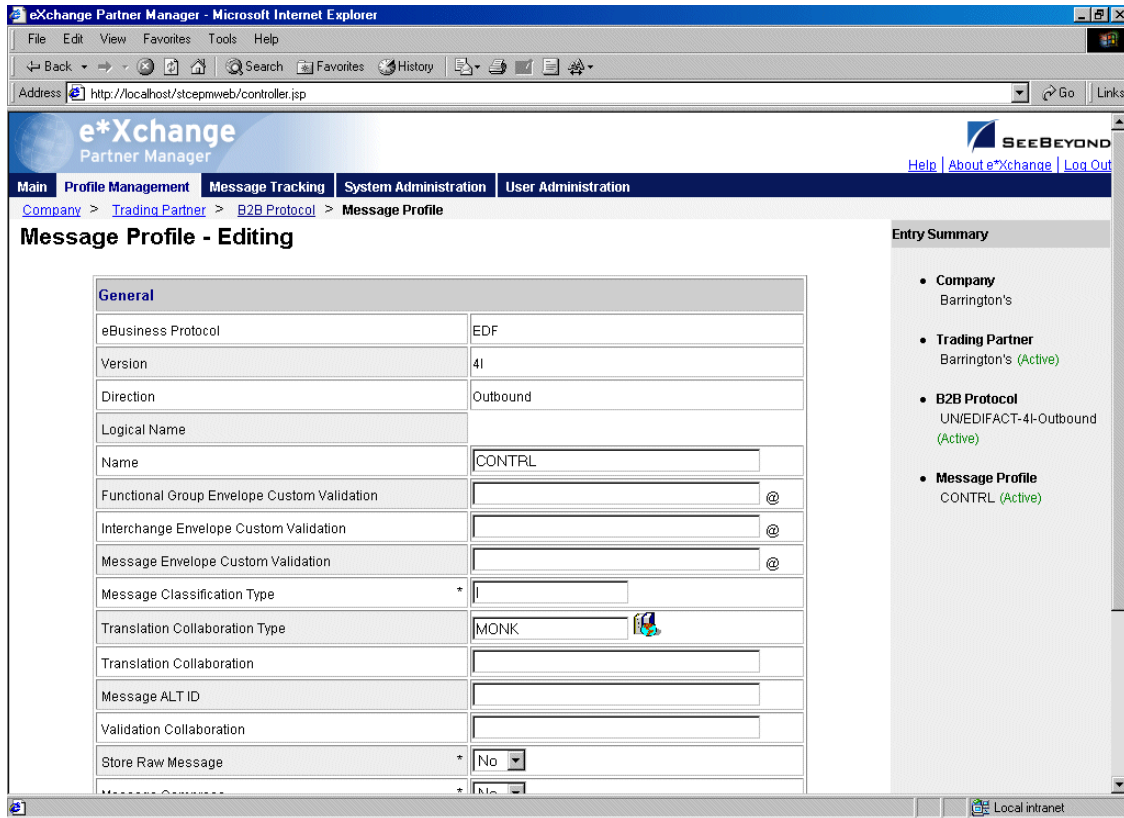 eXchange Partner Manager - Microsoft Internet Explorer
File Edit View Favorites Tools Help
Back Search Favorites History
Address http://localhost/stcepmweb/controller.jsp Go Links
e*Xchange
Partner Manager
SEEBEYOND
Help | About e*Xchange | Log Out
Main Profile Management Message Tracking System Administration User Administration
Company > Trading Partner > B2B Protocol > Message Profile
Message Profile - Editing
General
eBusiness Protocol EDF
Version 4I
Direction Outbound
Logical Name
Name CONTRL
Functional Group Envelope Custom Validation @
Interchange Envelope Custom Validation @
Message Envelope Custom Validation @
Message Classification Type * I
Translation Collaboration Type MONK
Translation Collaboration
Message ALT ID
Validation Collaboration
Store Raw Message * No
Entry Summary
• Company
Barrington's
• Trading Partner
Barrington's (Active)
• B2B Protocol
UN/EDIFACT-4I-Outbound
(Active)
• Message Profile
CONTRL (Active)
Local intranet